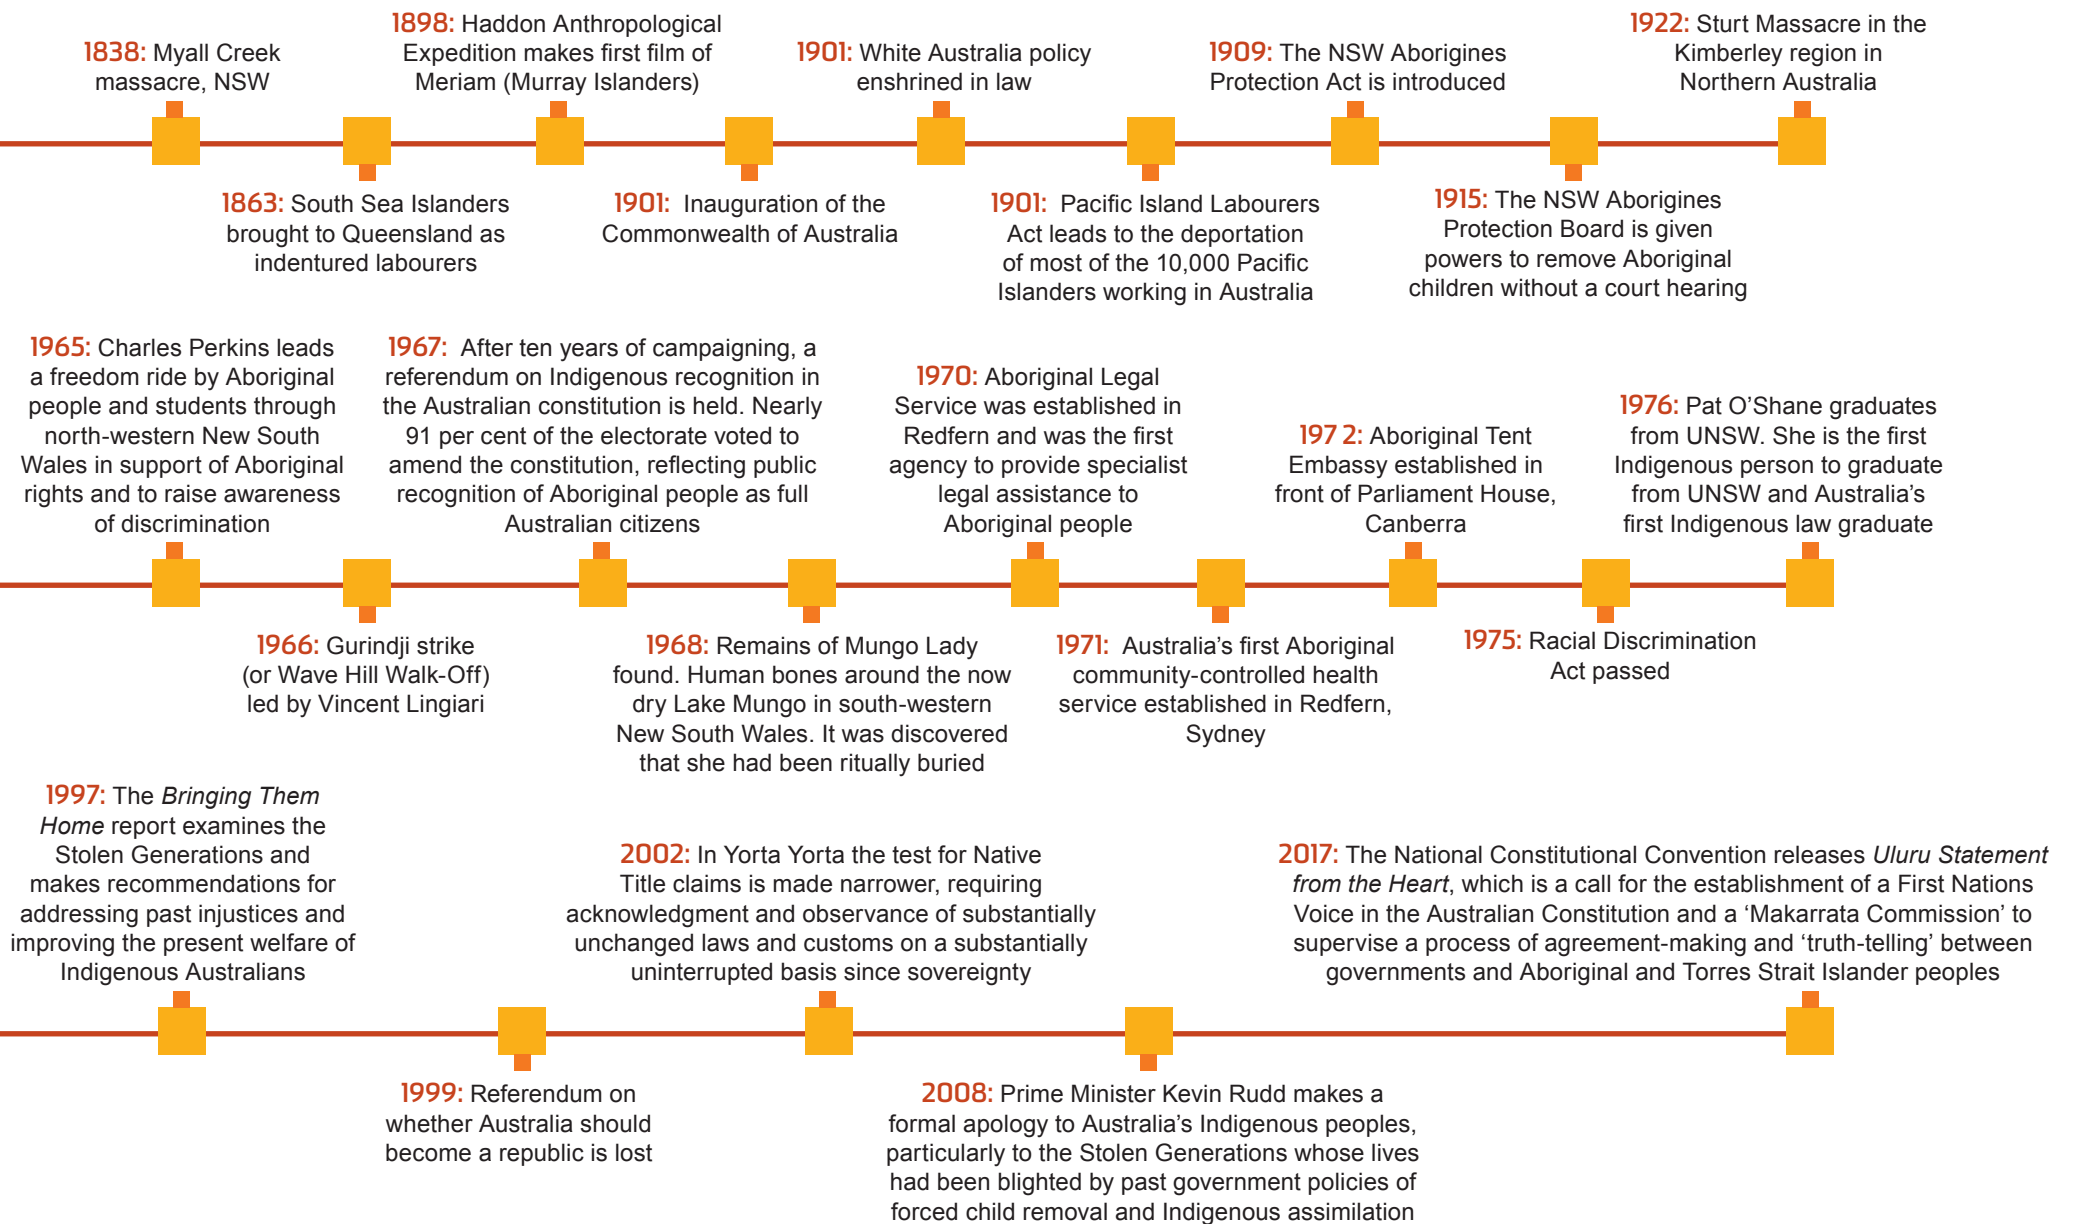 1838: Myall Creek
massacre, NSW
1863: South Sea Islanders
brought to Queensland as
indentured labourers
1898: Haddon Anthropological
Expedition makes first film of
Meriam (Murray Islanders)
1901: Inauguration of the
Commonwealth of Australia
1901: White Australia policy
enshrined in law
1901: Pacific Island Labourers
Act leads to the deportation
of most of the 10,000 Pacific
Islanders working in Australia
1909: The NSW Aborigines
Protection Act is introduced
1915: The NSW Aborigines
Protection Board is given
powers to remove Aboriginal
children without a court hearing
1922: Sturt Massacre in the
Kimberley region in
Northern Australia
1965: Charles Perkins leads
a freedom ride by Aboriginal
people and students through
north-western New South
Wales in support of Aboriginal
rights and to raise awareness
of discrimination
1966: Gurindji strike
(or Wave Hill Walk-Off)
led by Vincent Lingiari
1967: After ten years of campaigning, a
referendum on Indigenous recognition in
the Australian constitution is held. Nearly
91 per cent of the electorate voted to
amend the constitution, reflecting public
recognition of Aboriginal people as full
Australian citizens
1968: Remains of Mungo Lady
found. Human bones around the now
dry Lake Mungo in south-western
New South Wales. It was discovered
that she had been ritually buried
1970: Aboriginal Legal
Service was established in
Redfern and was the first
agency to provide specialist
legal assistance to
Aboriginal people
1971: Australia’s first Aboriginal
community-controlled health
service established in Redfern,
Sydney
197 2: Aboriginal Tent
Embassy established in
front of Parliament House,
Canberra
1975: Racial Discrimination
Act passed
1976: Pat O’Shane graduates
from UNSW. She is the first
Indigenous person to graduate
from UNSW and Australia’s
first Indigenous law graduate
1997: The Bringing Them
Home report examines the
Stolen Generations and
makes recommendations for
addressing past injustices and
improving the present welfare of
Indigenous Australians
1999: Referendum on
whether Australia should
become a republic is lost
2002: In Yorta Yorta the test for Native
Title claims is made narrower, requiring
acknowledgment and observance of substantially
unchanged laws and customs on a substantially
uninterrupted basis since sovereignty
2008: Prime Minister Kevin Rudd makes a
formal apology to Australia’s Indigenous peoples,
particularly to the Stolen Generations whose lives
had been blighted by past government policies of
forced child removal and Indigenous assimilation
2017: The National Constitutional Convention releases Uluru Statement
from the Heart, which is a call for the establishment of a First Nations
Voice in the Australian Constitution and a ‘Makarrata Commission’ to
supervise a process of agreement-making and ‘truth-telling’ between
governments and Aboriginal and Torres Strait Islander peoples